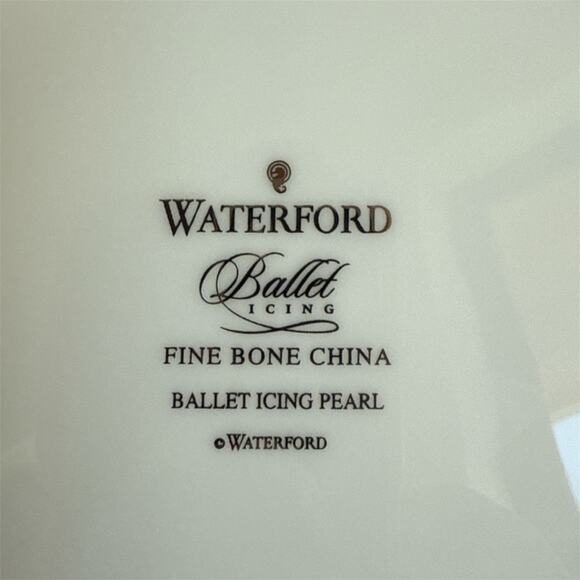 WATERFORD
Ballet
ICING
FINE BONE CHINA
BALLET ICING PEARL
©WATERFORD